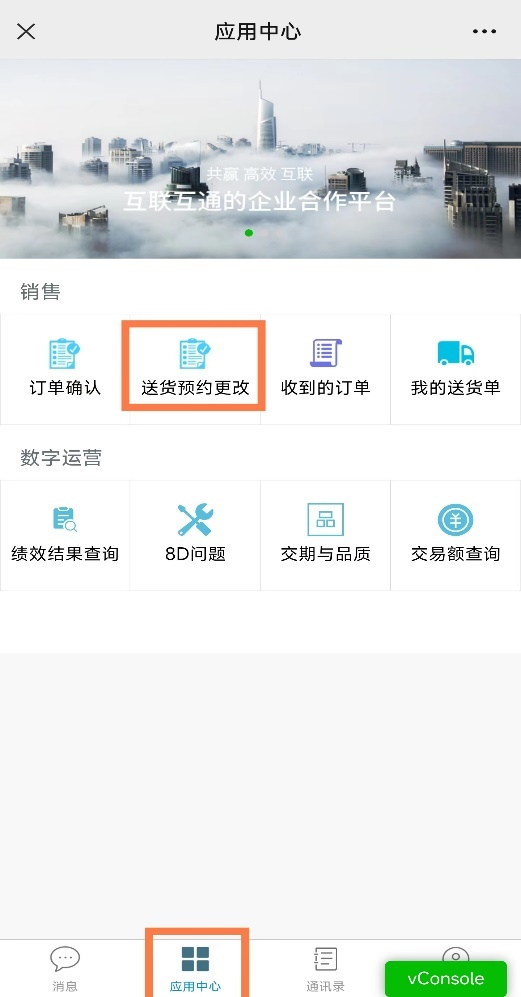 应用中心
共赢 高效 互联
互联互通的企业合作平台
销售
订单确认
送货预约更改
收到的订单
我的送货单
数字运营
绩效结果查询
8D问题
交期与品质
交易额查询
消息
应用中心
通讯录
vConsole